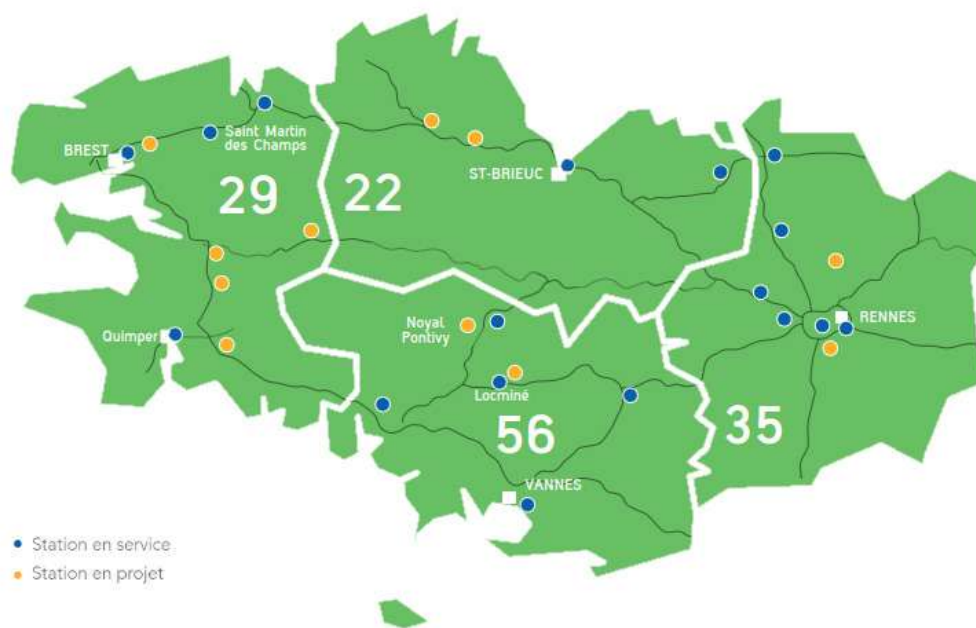 BREST
Saint Martin
des Champs
29
22
ST-BRIEUC
Quimper
Noyal
Pontivy
RENNES
Locminé
56
35
VANNES
Station en service
Station en projet